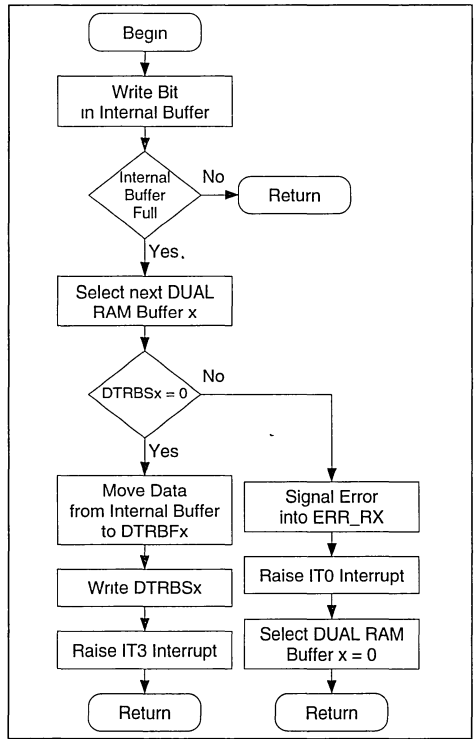 Begin
Write Bit
in Internal Buffer
Internal
Buffer
Full
No
Return
Yes.
Select next DUAL
RAM Buffer x
DTRBSx = 0
No
Yes
Move Data
from Internal Buffer
to DTRBFx
Signal Error
into ERR_RX
Write DTRBSx
Raise IT0 Interrupt
Raise IT3 Interrupt
Select DUAL RAM
Buffer x = 0
Return
Return